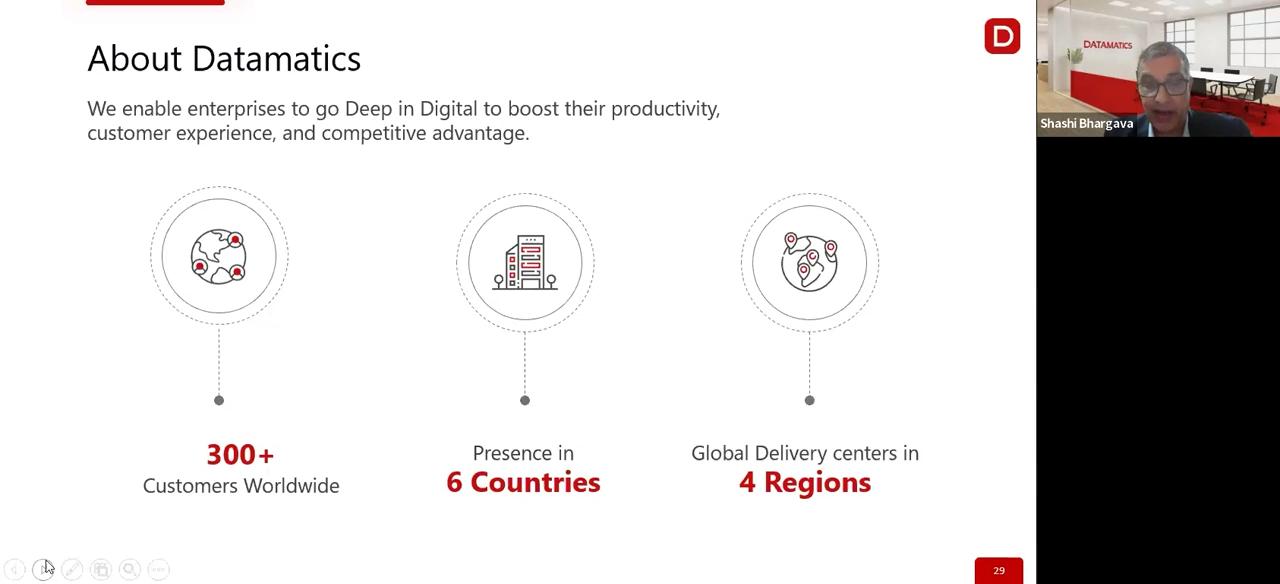 About Datamatics
We enable enterprises to go Deep in Digital to boost their productivity,
customer experience, and competitive advantage.
300+
Customers Worldwide
Presence in
6 Countries
Global Delivery centers in
4 Regions
29
D
DATAMATICS
Shashi Bhargava